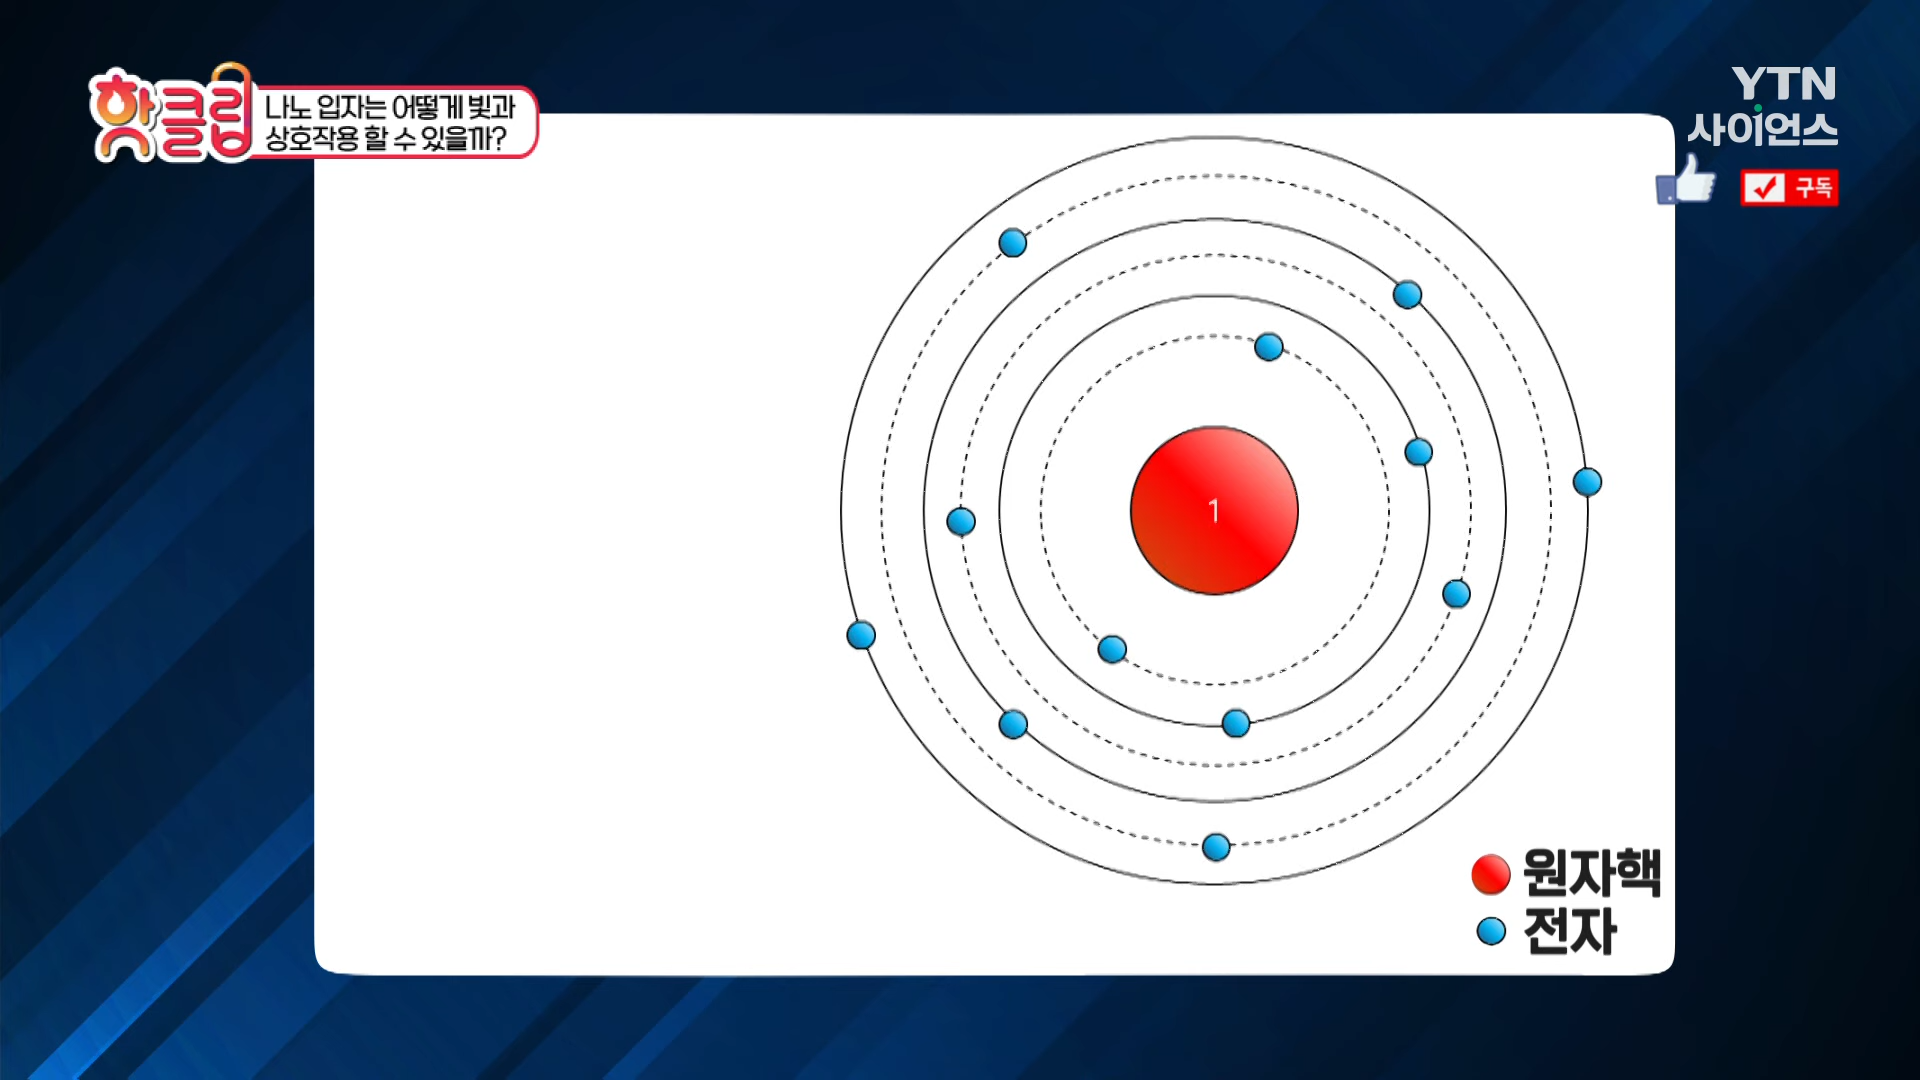 핫클립
나노 입자는 어떻게 빛과
상호작용 할 수 있을까?
YTN
사이언스
구독
1
원자핵
전자